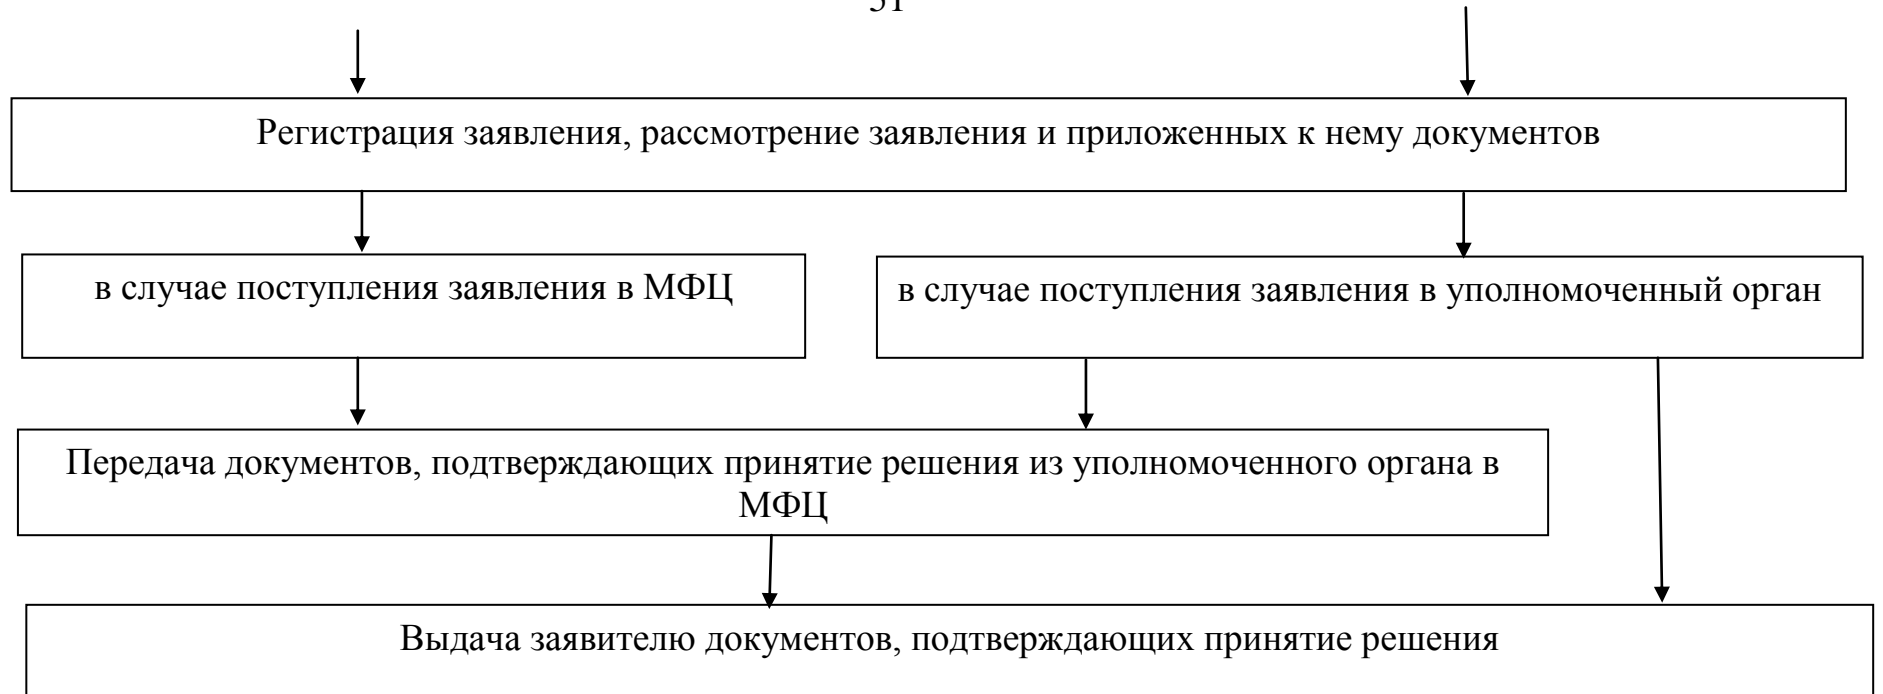 51
Регистрация заявления, рассмотрение заявления и приложенных к нему документов
в случае поступления заявления в МФЦ
в случае поступления заявления в уполномоченный орган
Передача документов, подтверждающих принятие решения из уполномоченного органа в
МФЦ
Выдача заявителю документов, подтверждающих принятие решения